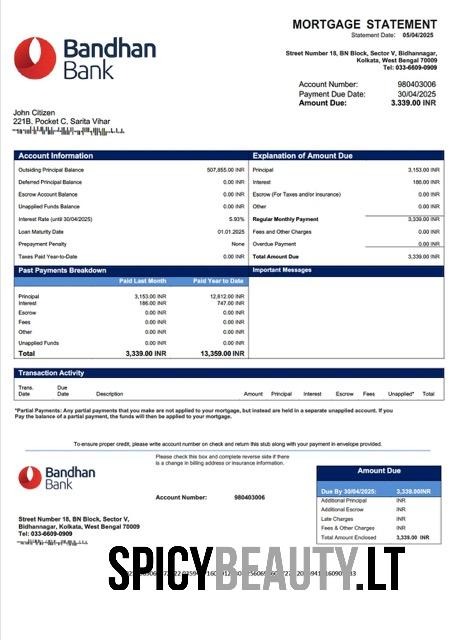 Bandhan
Bank
MORTGAGE STATEMENT
Statement Date: 05/04/2025
Street Number 18, BN Block, Sector V, Bidhannagar,
Kolkata, West Bengal 70009
Tel: 033-6609-0909
Account Number: 980403006
Payment Due Date: 30/04/2025
Amount Due: 3.339.00 INR
John Citizen
221B. Pocket C. Sarita Vihar
Account Information
Outside Principal Balance 507,855.00 INR
Deferred Principal Balance 0.00 INR
Escrow Account Balance 0.00 INR
Unapplied Funds Balance 0.00 INR
Interest Rate (until 30/04/2025) 5.93%
Loan Maturity Date 01.01.2025
Prepayment Penalty None
Taxes Paid Year-to-Date 0.00 INR
Explanation of Amount Due
Principal 3,153.00 INR
Interest 186.00 INR
Escrow (For Taxes and/or Insurance) 0.00 INR
Other 0.00 INR
Regular Monthly Payment 3,339.00 INR
Fees and Other Charges 0.00 INR
Overdue Payment 0.00 INR
Total Amount Due 3,339.00 INR
Past Payments Breakdown
Paid Last Month Paid Year to Date
Principal 3,153.00 INR 12,612.00 INR
Interest 186.00 INR 747.00 INR
Escrow 0.00 INR 0.00 INR
Fees 0.00 INR 0.00 INR
Other 0.00 INR 0.00 INR
Unapplied Funds 0.00 INR 0.00 INR
Total 3,339.00 INR 13,359.00 INR
Important Messages
Transaction Activity
Trans. Date Due Date Description Amount Principal Interest Escrow Fees Unapplied* Total
*Partial Payments: Any partial payments that you make are not applied to your mortgage, but instead are held in a separate unapplied account. If you
Pay the balance of a partial payment, the funds will then be applied to your mortgage.
To ensure proper credit, please write account number on check and return this stub along with your payment in envelope provided.
Please check this box and complete reverse side if there
is a change in billing address or insurance information.
Bandhan
Bank
Account Number: 980403006
Street Number 18, BN Block, Sector V,
Bidhannagar, Kolkata, West Bengal 70009
Tel: 033-6609-0909
Amount Due
Due By 30/04/2025: 3,339.00INR
Additional Principal INR
Additional Escrow INR
Late Charges INR
Fees & Other Charges INR
Total Amount Enclosed 3,339.00 INR
SPICYBEAUTY.LT